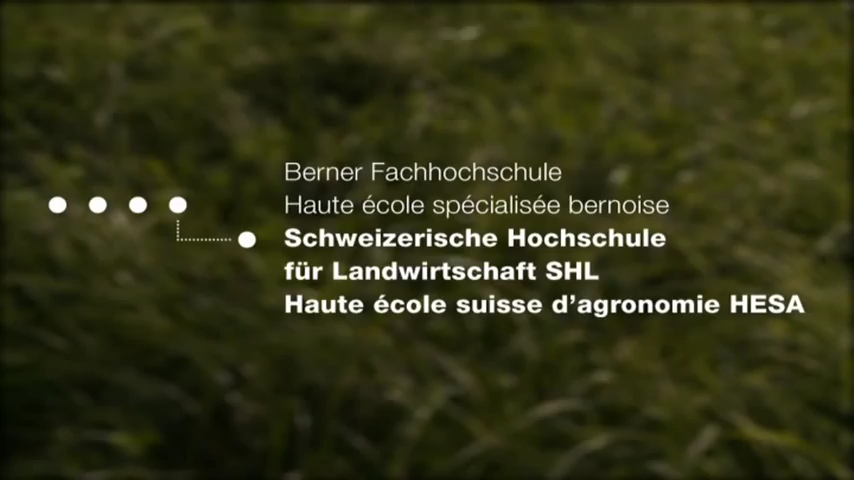 Berner Fachhochschule
Haute école spécialisée bernoise
Schweizerische Hochschule
für Landwirtschaft SHL
Haute école suisse d'agronomie HESA